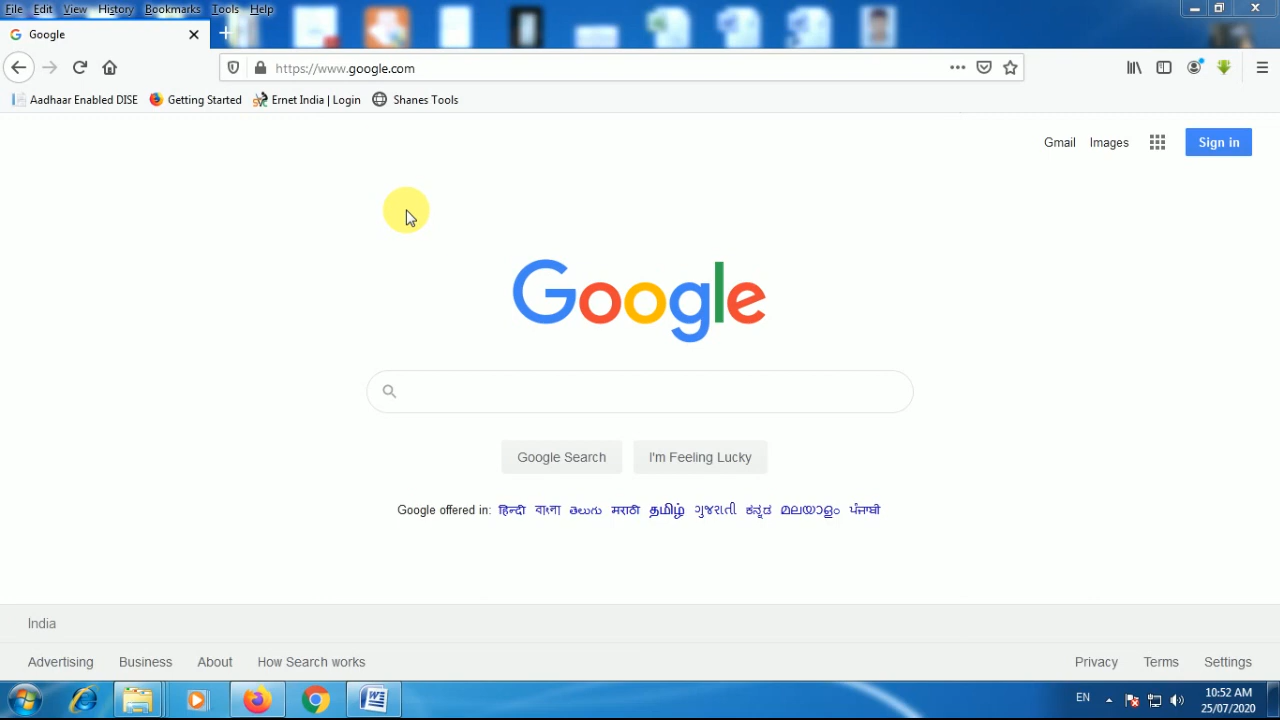 File Edit View History Bookmarks Tools Help
Google
https://www.google.com
Aadhaar Enabled DISE Getting Started Ernet India | Login Shanes Tools
Gmail Images Sign in
Google
Google Search I'm Feeling Lucky
Google offered in: हिन्दी বাংলা తెలుగు मराठी தமிழ் ગુજરાતી ಕನ್ನಡ മലയാളം ਪੰਜਾਬੀ
India
Advertising Business About How Search works Privacy Terms Settings
EN 10:52 AM
25/07/2020